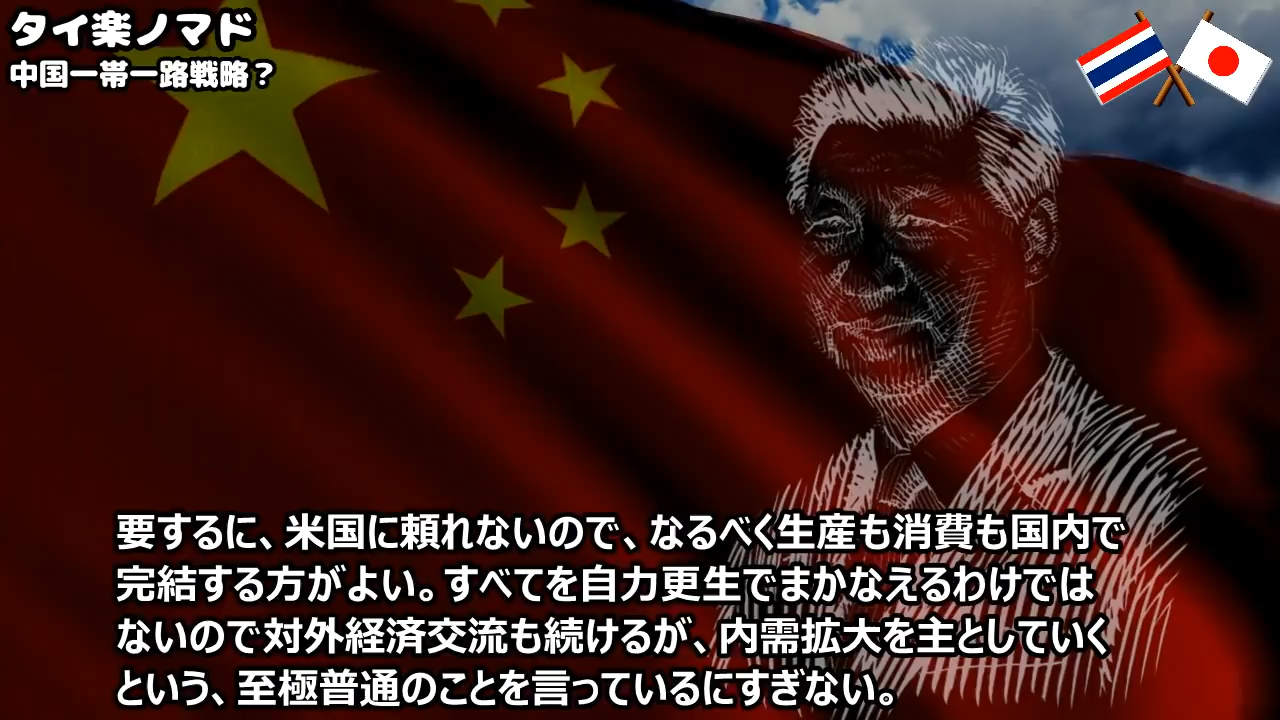 タイ楽ノマド
中国一帯一路戦略？
要するに、米国に頼れないので、なるべく生産も消費も国内で
完結する方がよい。すべてを自力更生でまかなえるわけでは
ないので対外経済交流も続けるが、内需拡大を主としていく
という、至極普通のことを言っているにすぎない。